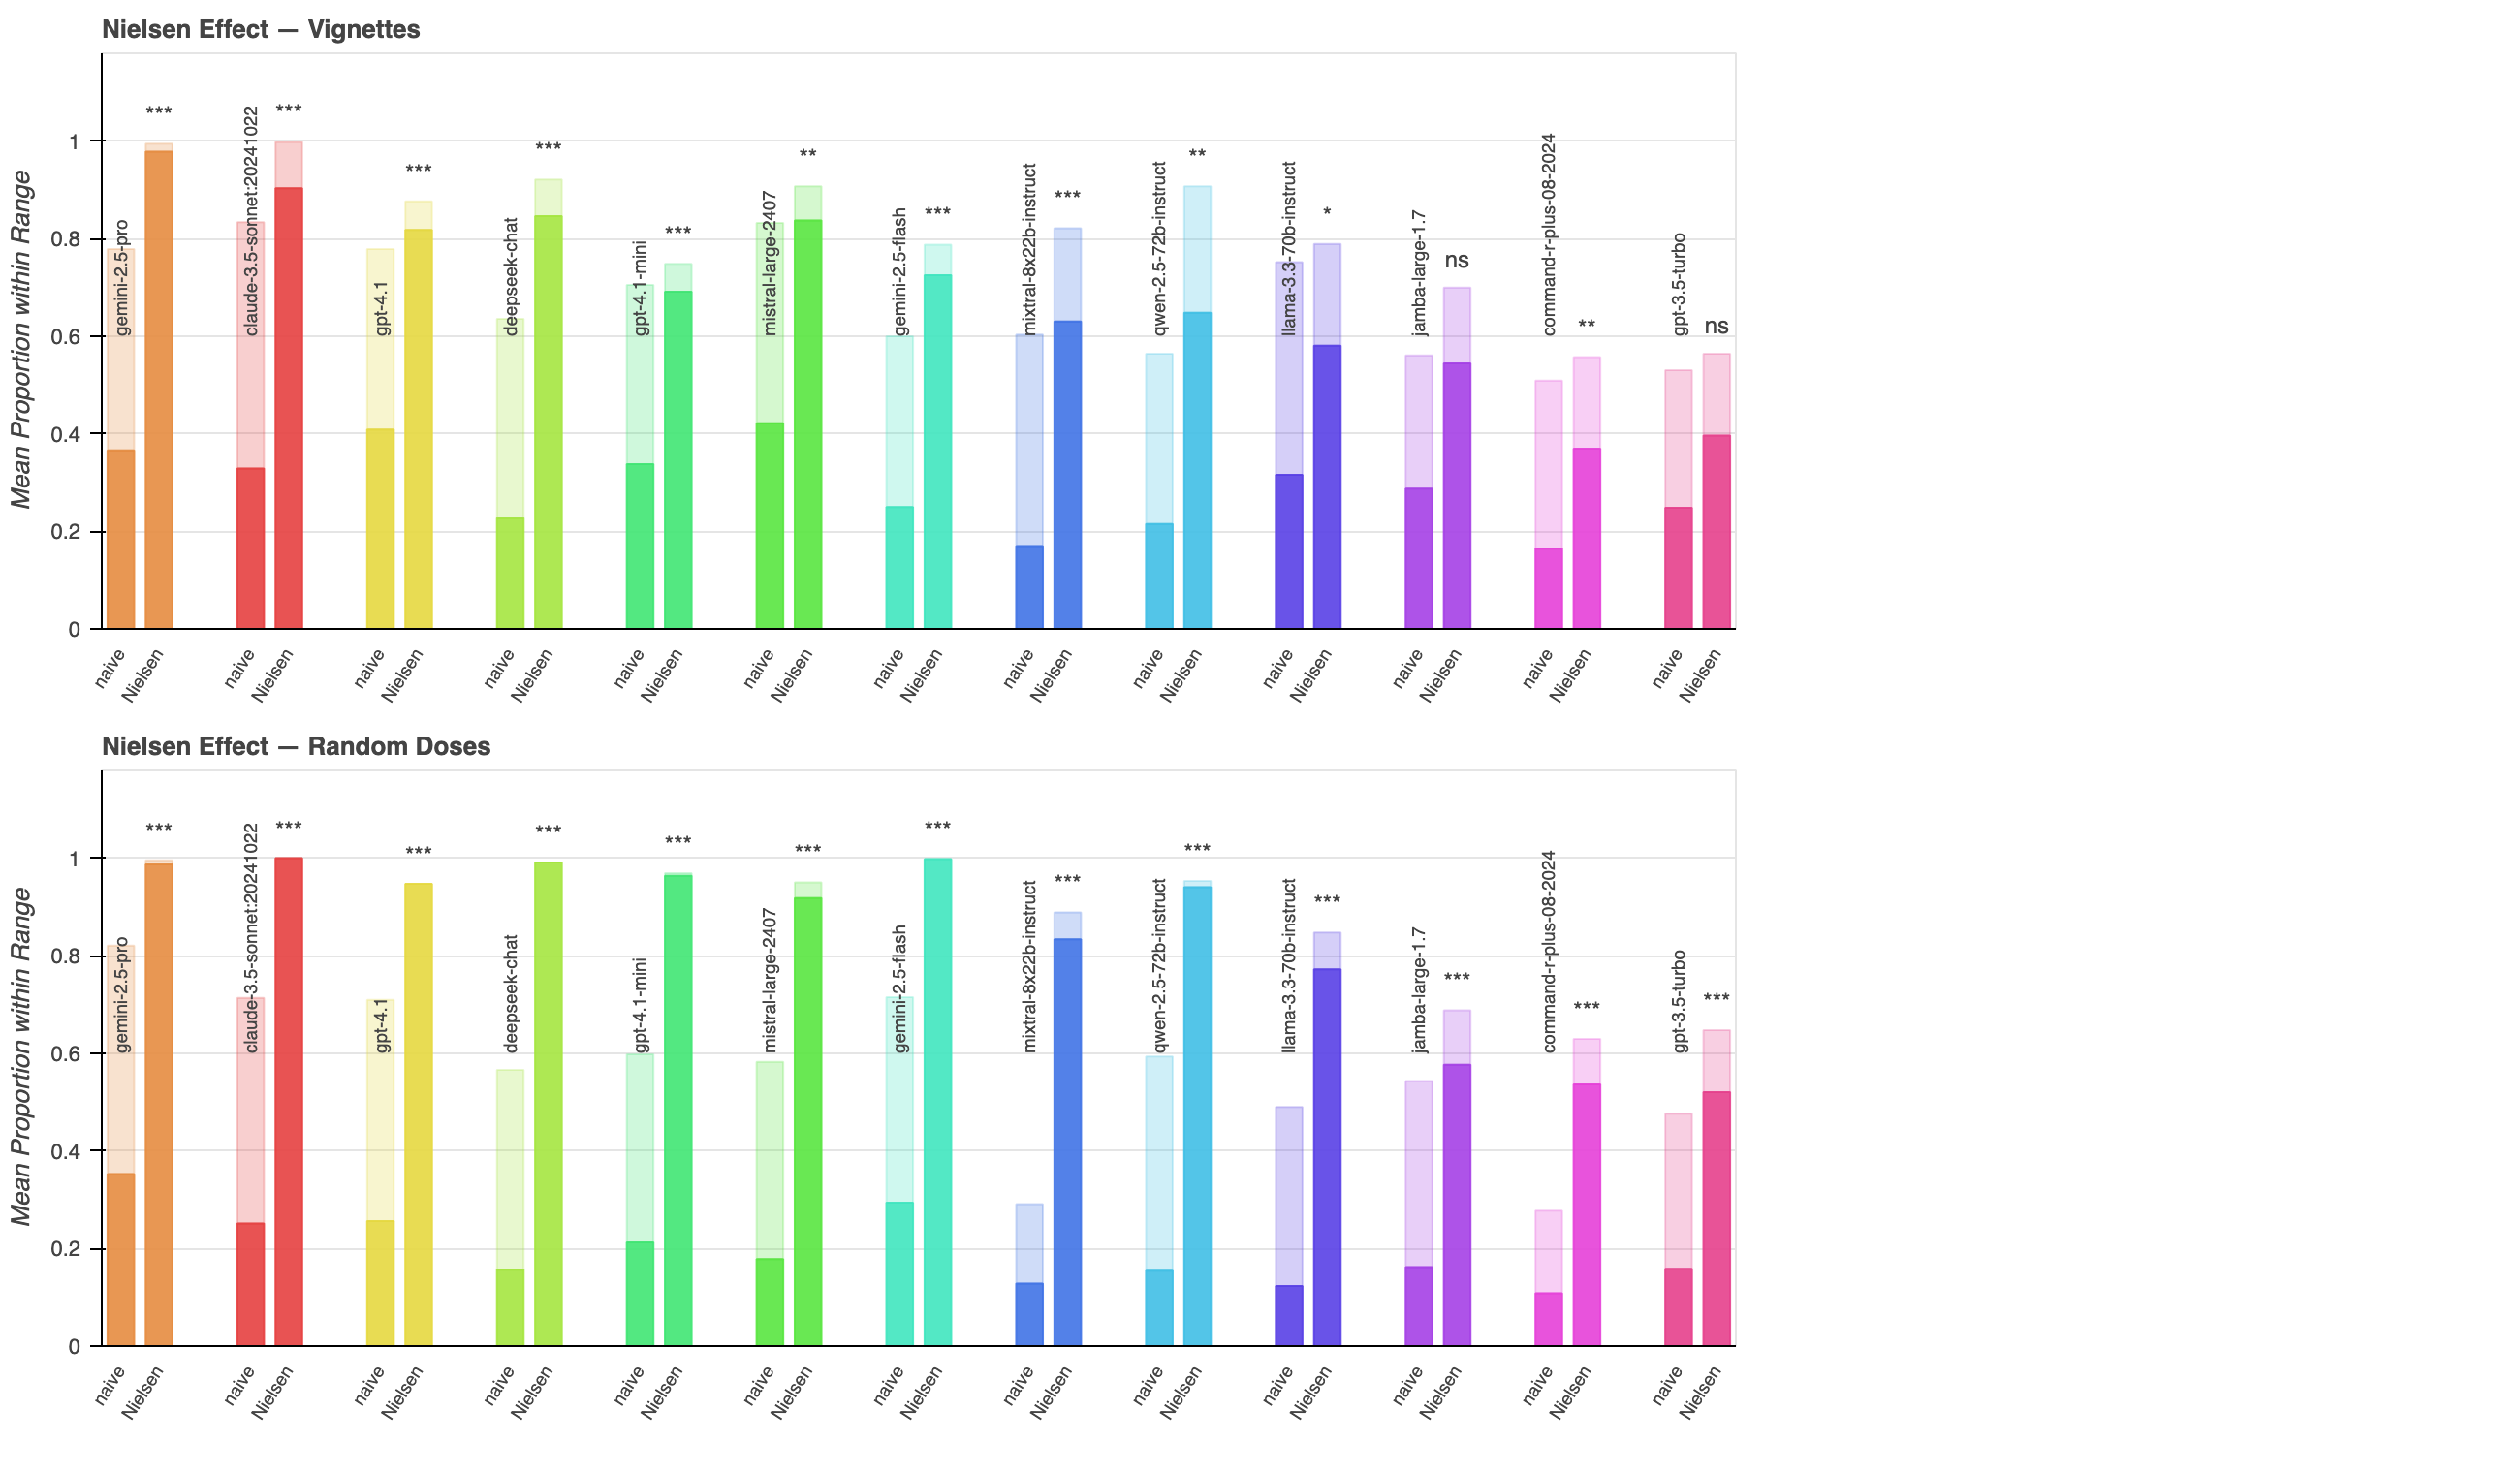 Nielsen Effect — Vignettes
Mean Proportion within Range
1
0.8
0.6
0.4
0.2
0
gemini-2.5-pro
***
claude-3.5-sonnet:20241022
***
gpt-4.1
***
deepseek-chat
***
gpt-4.1-mini
***
mistral-large-2407
**
gemini-2.5-flash
***
mixtral-8x22b-instruct
***
qwen-2.5-72b-instruct
**
llama-3.3-70b-instruct
*
jamba-large-1.7
ns
command-r-plus-08-2024
**
gpt-3.5-turbo
ns
naive
Nielsen
naive
Nielsen
naive
Nielsen
naive
Nielsen
naive
Nielsen
naive
Nielsen
naive
Nielsen
naive
Nielsen
naive
Nielsen
naive
Nielsen
naive
Nielsen
naive
Nielsen
naive
Nielsen
Nielsen Effect — Random Doses
Mean Proportion within Range
1
0.8
0.6
0.4
0.2
0
gemini-2.5-pro
***
claude-3.5-sonnet:20241022
***
gpt-4.1
***
deepseek-chat
***
gpt-4.1-mini
***
mistral-large-2407
***
gemini-2.5-flash
***
mixtral-8x22b-instruct
***
qwen-2.5-72b-instruct
***
llama-3.3-70b-instruct
***
jamba-large-1.7
***
command-r-plus-08-2024
***
gpt-3.5-turbo
***
naive
Nielsen
naive
Nielsen
naive
Nielsen
naive
Nielsen
naive
Nielsen
naive
Nielsen
naive
Nielsen
naive
Nielsen
naive
Nielsen
naive
Nielsen
naive
Nielsen
naive
Nielsen
naive
Nielsen